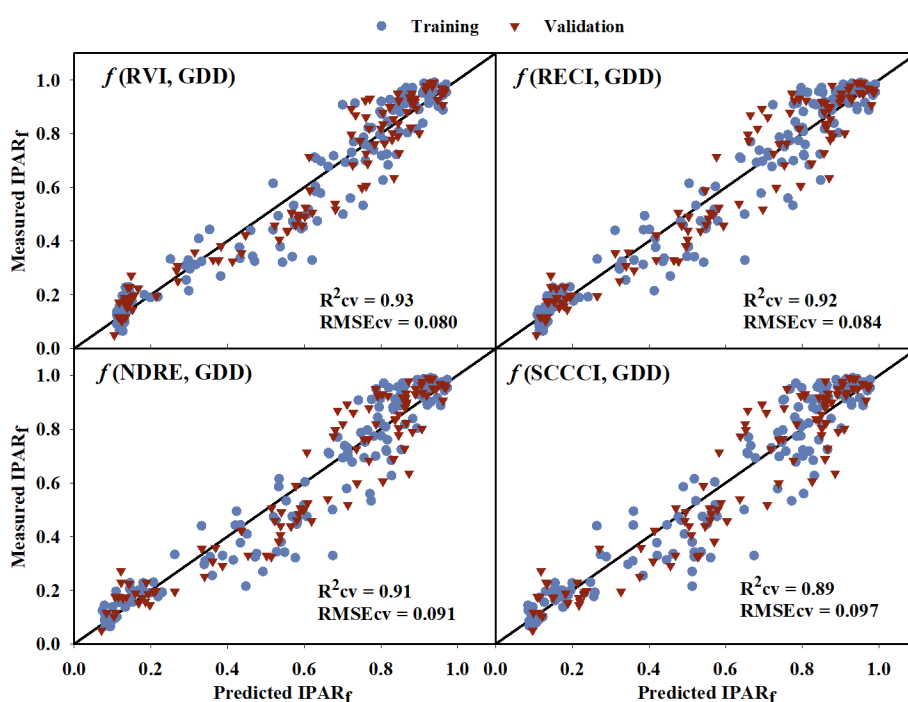 Training Validation
f (RVI, GDD)
f (RECI, GDD)
Measured IPARf
1.0
0.8
0.6
0.4
0.2
0.0
R²cv = 0.93
RMSEcv = 0.080
R²cv = 0.92
RMSEcv = 0.084
f (NDRE, GDD)
f (SCCCI, GDD)
Measured IPARf
1.0
0.8
0.6
0.4
0.2
0.0
R²cv = 0.91
RMSEcv = 0.091
R²cv = 0.89
RMSEcv = 0.097
0.0 0.2 0.4 0.6 0.8 1.0 0.2 0.4 0.6 0.8 1.0
Predicted IPARf Predicted IPARf